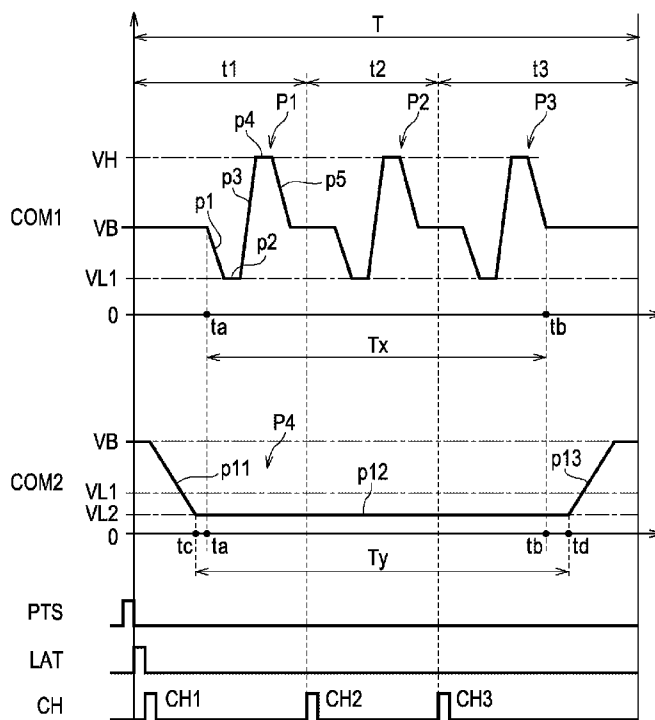 T
t1 t2 t3
P1 P2 P3
p4
VH
p3 p5
p1
COM1
VB
p2
VL1
0
ta tb
Tx
VB
P4
p11 p13
COM2
VL1
p12
VL2
0
tc ta tb td
Ty
PTS
LAT
CH CH1 CH2 CH3